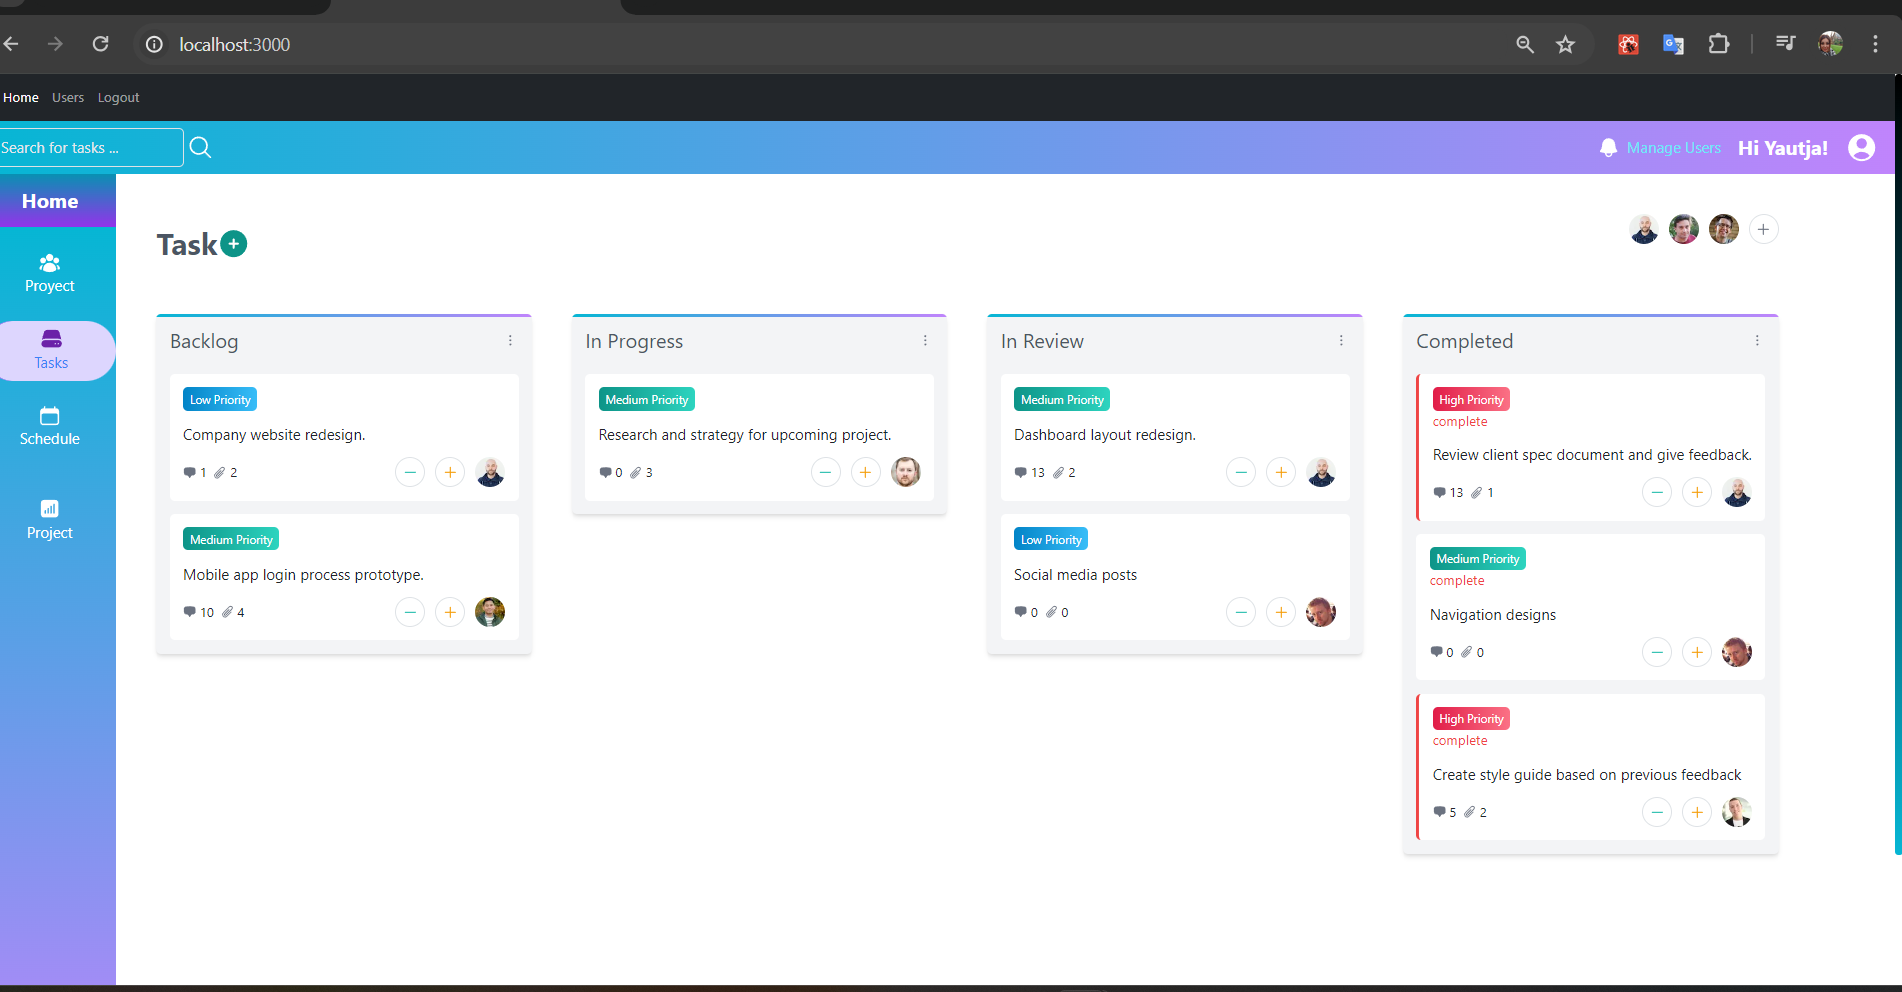 localhost:3000
Home Users Logout
Search for tasks ...
Manage Users Hi Yautja!
Home
Proyect
Tasks
Schedule
Project
Task
Backlog
Low Priority
Company website redesign.
1 2
Medium Priority
Mobile app login process prototype.
10 4
In Progress
Medium Priority
Research and strategy for upcoming project.
0 3
In Review
Medium Priority
Dashboard layout redesign.
13 2
Low Priority
Social media posts
0 0
Completed
High Priority
complete
Review client spec document and give feedback.
13 1
Medium Priority
complete
Navigation designs
0 0
High Priority
complete
Create style guide based on previous feedback
5 2